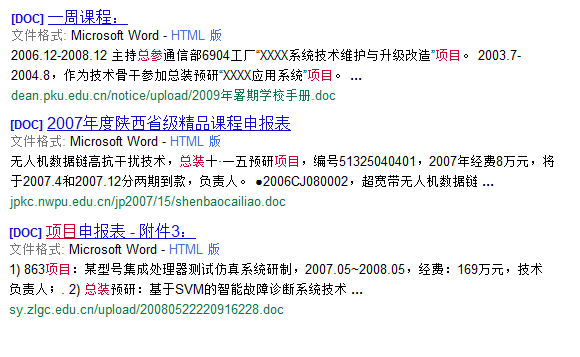 [DOC] 一周课程：
文件格式: Microsoft Word - HTML 版
2006.12-2008.12 主持总参通信部6904工厂“XXXX系统技术维护与升级改造”项目。 2003.7-
2004.8，作为技术骨干参加总装预研“XXXX应用系统”项目。 ...
dean.pku.edu.cn/notice/upload/2009年暑期学校手册.doc
[DOC] 2007年度陕西省级精品课程申报表
文件格式: Microsoft Word - HTML 版
无人机数据链高抗干扰技术，总装十·一五预研项目，编号51325040401，2007年经费8万元，将
于2007.4和2007.12分两期到款，负责人。 ●2006CJ080002，超宽带无人机数据链 ...
jpkc.nwpu.edu.cn/jp2007/15/shenbaocailiao.doc
[DOC] 项目申报表 - 附件3：
文件格式: Microsoft Word - HTML 版
1) 863项目：某型号集成处理器测试仿真系统研制，2007.05~2008.05，经费：169万元，技术
负责人；. 2) 总装预研：基于SVM的智能故障诊断系统技术 ...
sy.zlgc.edu.cn/upload/20080522220916228.doc